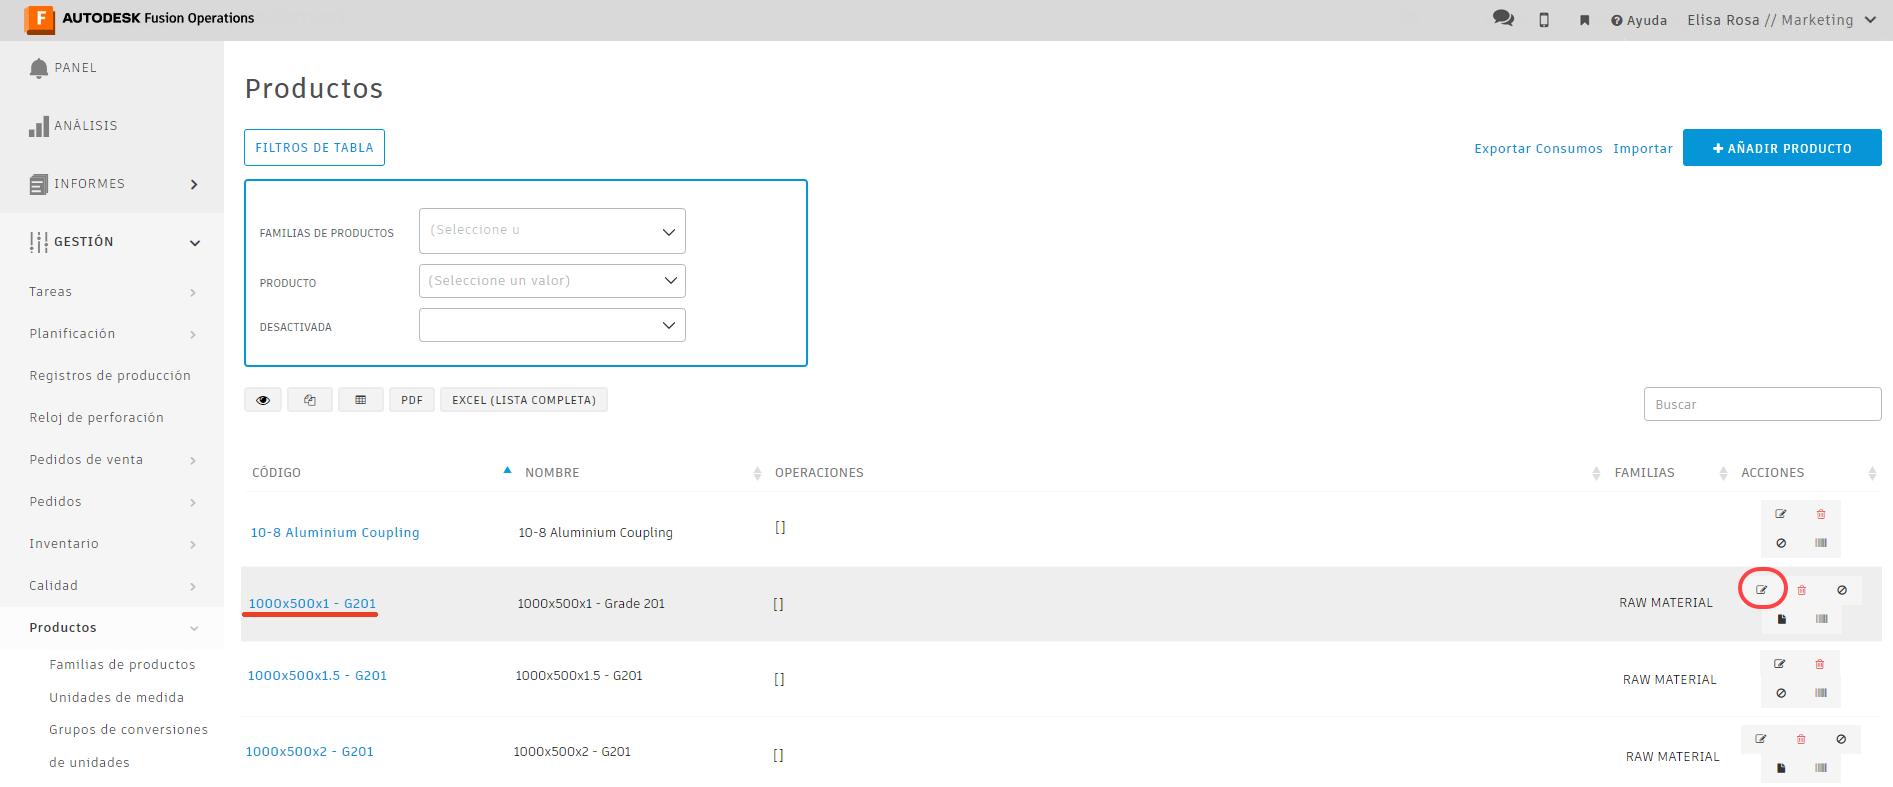 AUTODESK Fusion Operations
Ayuda
Elisa Rosa // Marketing
PANEL
ANÁLISIS
INFORMES
GESTIÓN
Tareas
Planificación
Registros de producción
Reloj de perforación
Pedidos de venta
Pedidos
Inventario
Calidad
Productos
Familias de productos
Unidades de medida
Grupos de conversiones
de unidades
Productos
FILTROS DE TABLA
Exportar Consumos Importar
+ AÑADIR PRODUCTO
FAMILIAS DE PRODUCTOS
(Seleccione u
PRODUCTO
(Seleccione un valor)
DESACTIVADA
PDF
EXCEL (LISTA COMPLETA)
Buscar
CÓDIGO NOMBRE OPERACIONES FAMILIAS ACCIONES
10-8 Aluminium Coupling 10-8 Aluminium Coupling []
1000x500x1 - G201 1000x500x1 - Grade 201 [] RAW MATERIAL
1000x500x1.5 - G201 1000x500x1.5 - G201 [] RAW MATERIAL
1000x500x2 - G201 1000x500x2 - G201 [] RAW MATERIAL